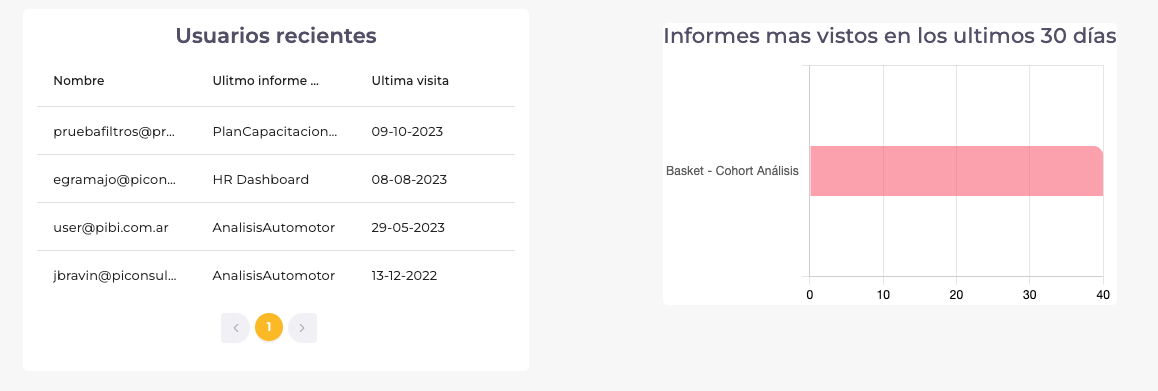 Usuarios recientes
Nombre Ulitmo informe ... Ultima visita
pruebafiltros@pr... PlanCapacitacion... 09-10-2023
egramajo@picon... HR Dashboard 08-08-2023
user@pibi.com.ar AnalisisAutomotor 29-05-2023
jbravin@piconsul... AnalisisAutomotor 13-12-2022
1
Informes mas vistos en los ultimos 30 días
Basket - Cohort Análisis
0 10 20 30 40